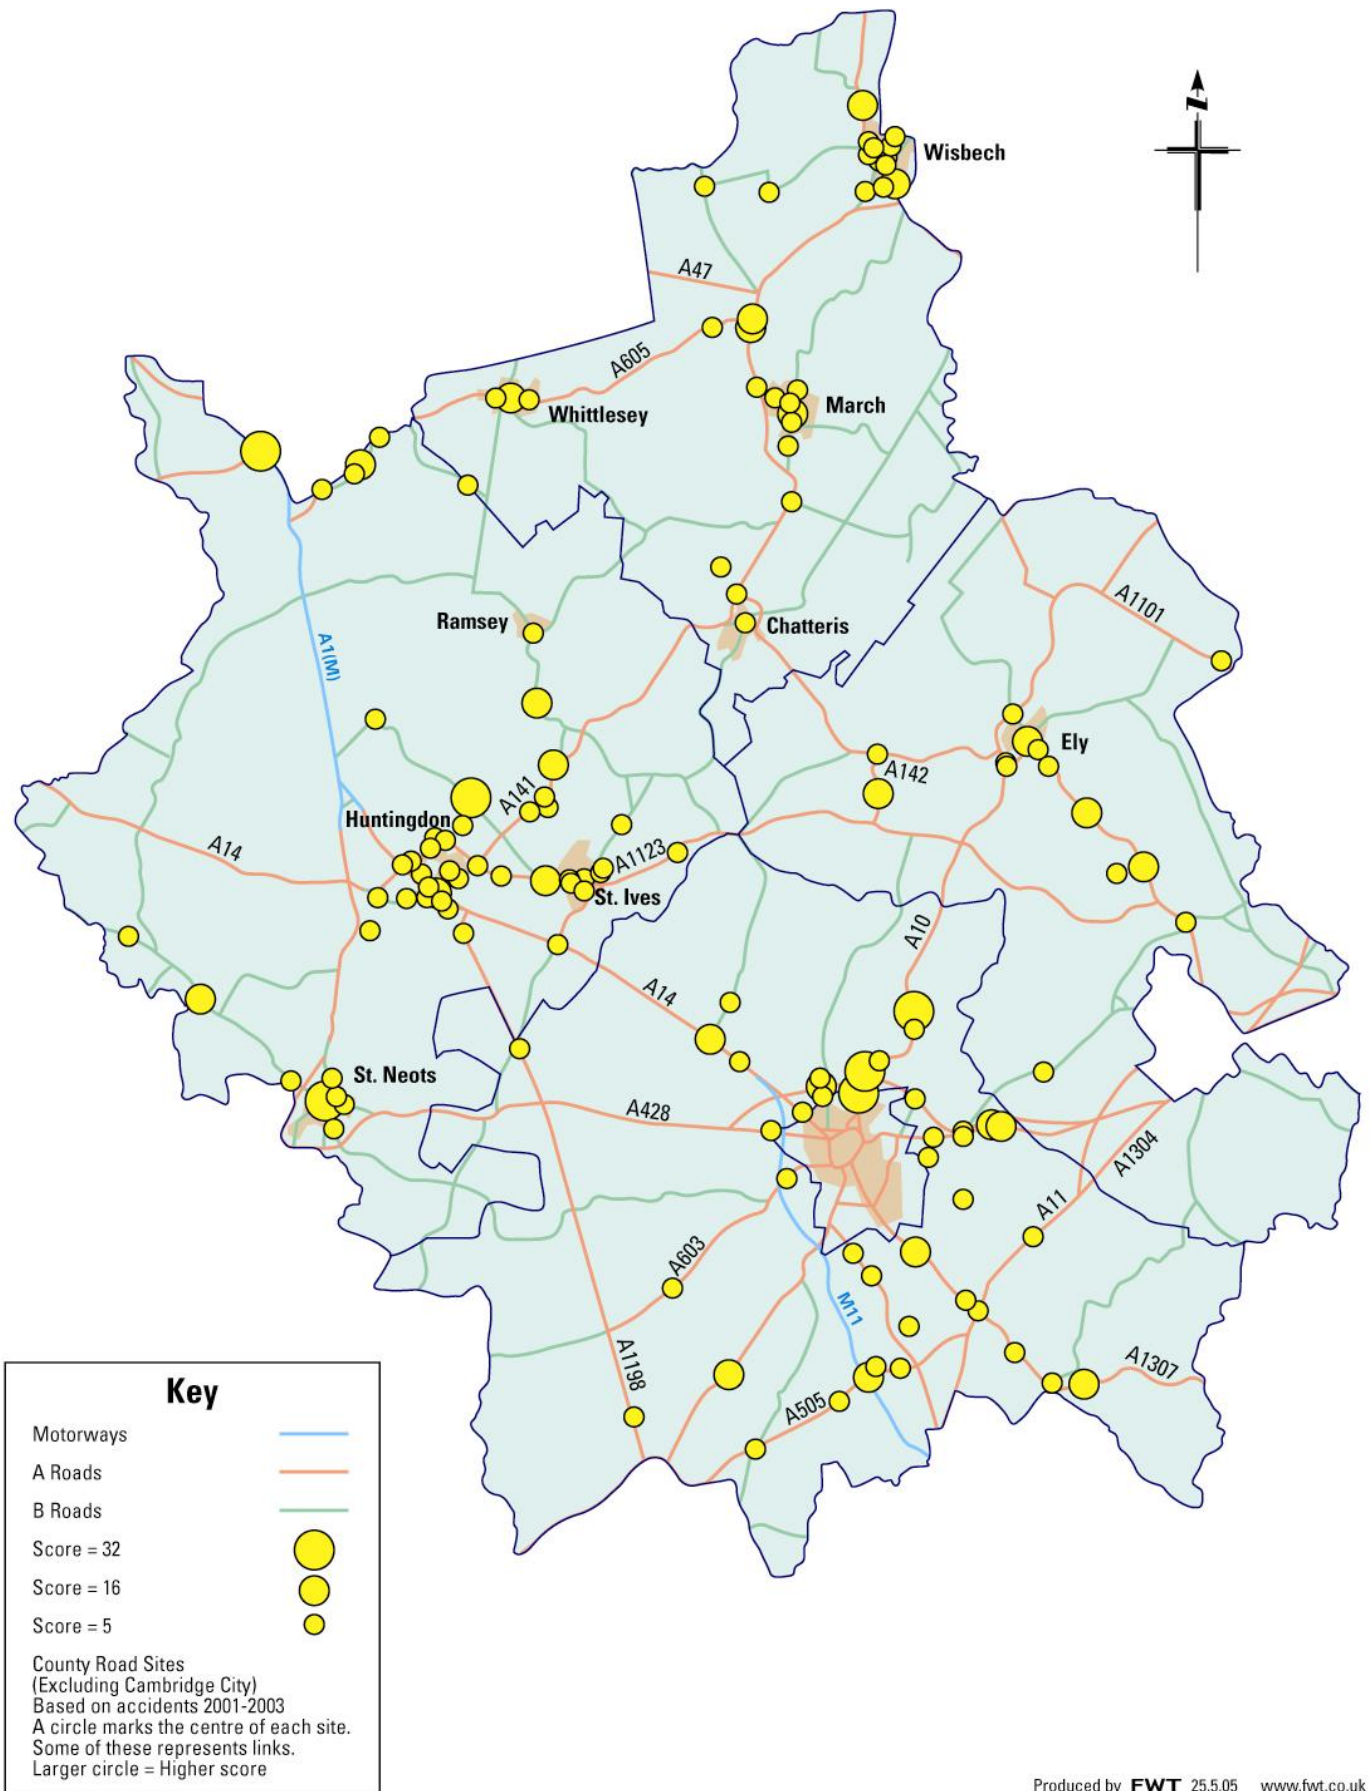 Wisbech
A47
A605
Whittlesey
March
A1101
Ramsey
Chatteris
A1(M)
Ely
A142
A141
Huntingdon
A14
A1123
St. Ives
A10
A14
St. Neots
A428
A1304
A11
A603
M11
A1198
A505
A1307
Key
Motorways
A Roads
B Roads
Score = 32
Score = 16
Score = 5
County Road Sites
(Excluding Cambridge City)
Based on accidents 2001-2003
A circle marks the centre of each site.
Some of these represents links.
Larger circle = Higher score
Produced by FWT 25.5.05 www.fwt.co.uk
N